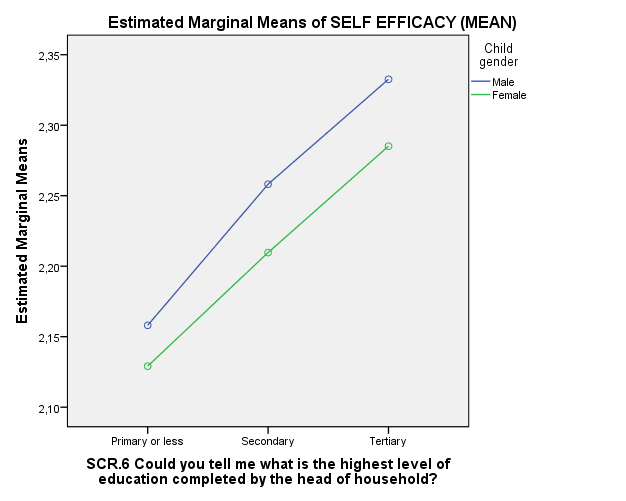 Estimated Marginal Means of SELF EFFICACY (MEAN)
Child
gender
Male
Female
Estimated Marginal Means
2,35
2,30
2,25
2,20
2,15
2,10
Primary or less
Secondary
Tertiary
SCR.6 Could you tell me what is the highest level of
education completed by the head of household?